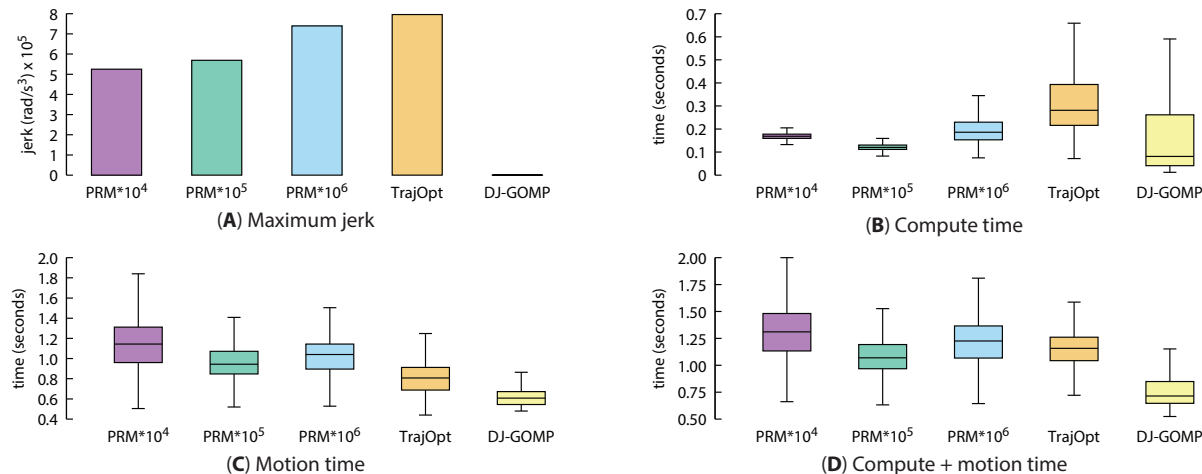 jerk (rad/s³) x 10⁵
8
7
6
5
4
3
2
1
0
PRM*10⁴ PRM*10⁵ PRM*10⁶ TrajOpt DJ-GOMP
(A) Maximum jerk
time (seconds)
0.7
0.6
0.5
0.4
0.3
0.2
0.1
0
PRM*10⁴ PRM*10⁵ PRM*10⁶ TrajOpt DJ-GOMP
(B) Compute time
time (seconds)
2.0
1.8
1.6
1.4
1.2
1.0
0.8
0.6
0.4
PRM*10⁴ PRM*10⁵ PRM*10⁶ TrajOpt DJ-GOMP
(C) Motion time
time (seconds)
2.00
1.75
1.50
1.25
1.00
0.75
0.50
PRM*10⁴ PRM*10⁵ PRM*10⁶ TrajOpt DJ-GOMP
(D) Compute + motion time